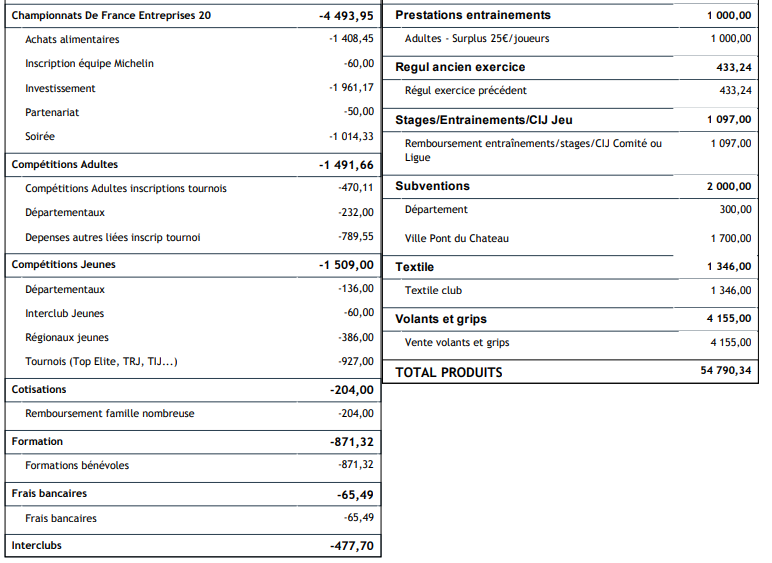 Championnats De France Entreprises 20 -4 493,95
Achats alimentaires -1 408,45
Inscription équipe Michelin -60,00
Investissement -1 961,17
Partenariat -50,00
Soirée -1 014,33
Compétitions Adultes -1 491,66
Compétitions Adultes inscriptions tournois -470,11
Départementaux -232,00
Depenses autres liées inscrip tournoi -789,55
Compétitions Jeunes -1 509,00
Départementaux -136,00
Interclub Jeunes -60,00
Régionaux jeunes -386,00
Tournois (Top Elite, TRJ, TIJ...) -927,00
Cotisations -204,00
Remboursement famille nombreuse -204,00
Formation -871,32
Formations bénévoles -871,32
Frais bancaires -65,49
Frais bancaires -65,49
Interclubs -477,70
Prestations entrainements 1 000,00
Adultes - Surplus 25€/joueurs 1 000,00
Regul ancien exercice 433,24
Régul exercice précédent 433,24
Stages/Entrainements/CIJ Jeu 1 097,00
Remboursement entraînements/stages/CIJ Comité ou 1 097,00
Ligue
Subventions 2 000,00
Département 300,00
Ville Pont du Chateau 1 700,00
Textile 1 346,00
Textile club 1 346,00
Volants et grips 4 155,00
Vente volants et grips 4 155,00
TOTAL PRODUITS 54 790,34